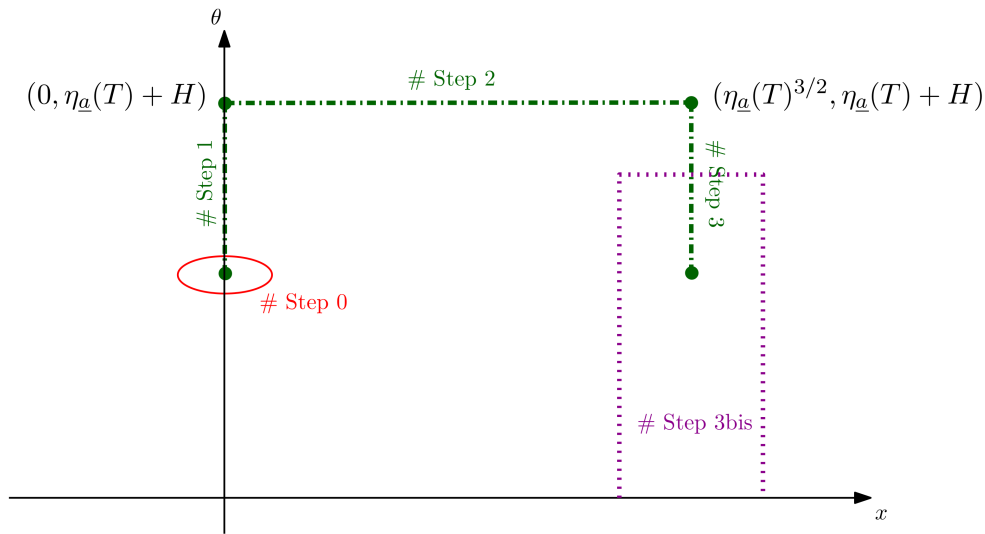 θ
# Step 2
(0, η_a̲(T) + H)
(η_a̲(T)^{3/2}, η_a̲(T) + H)
# Step 1
# Step 3
# Step 0
# Step 3bis
x